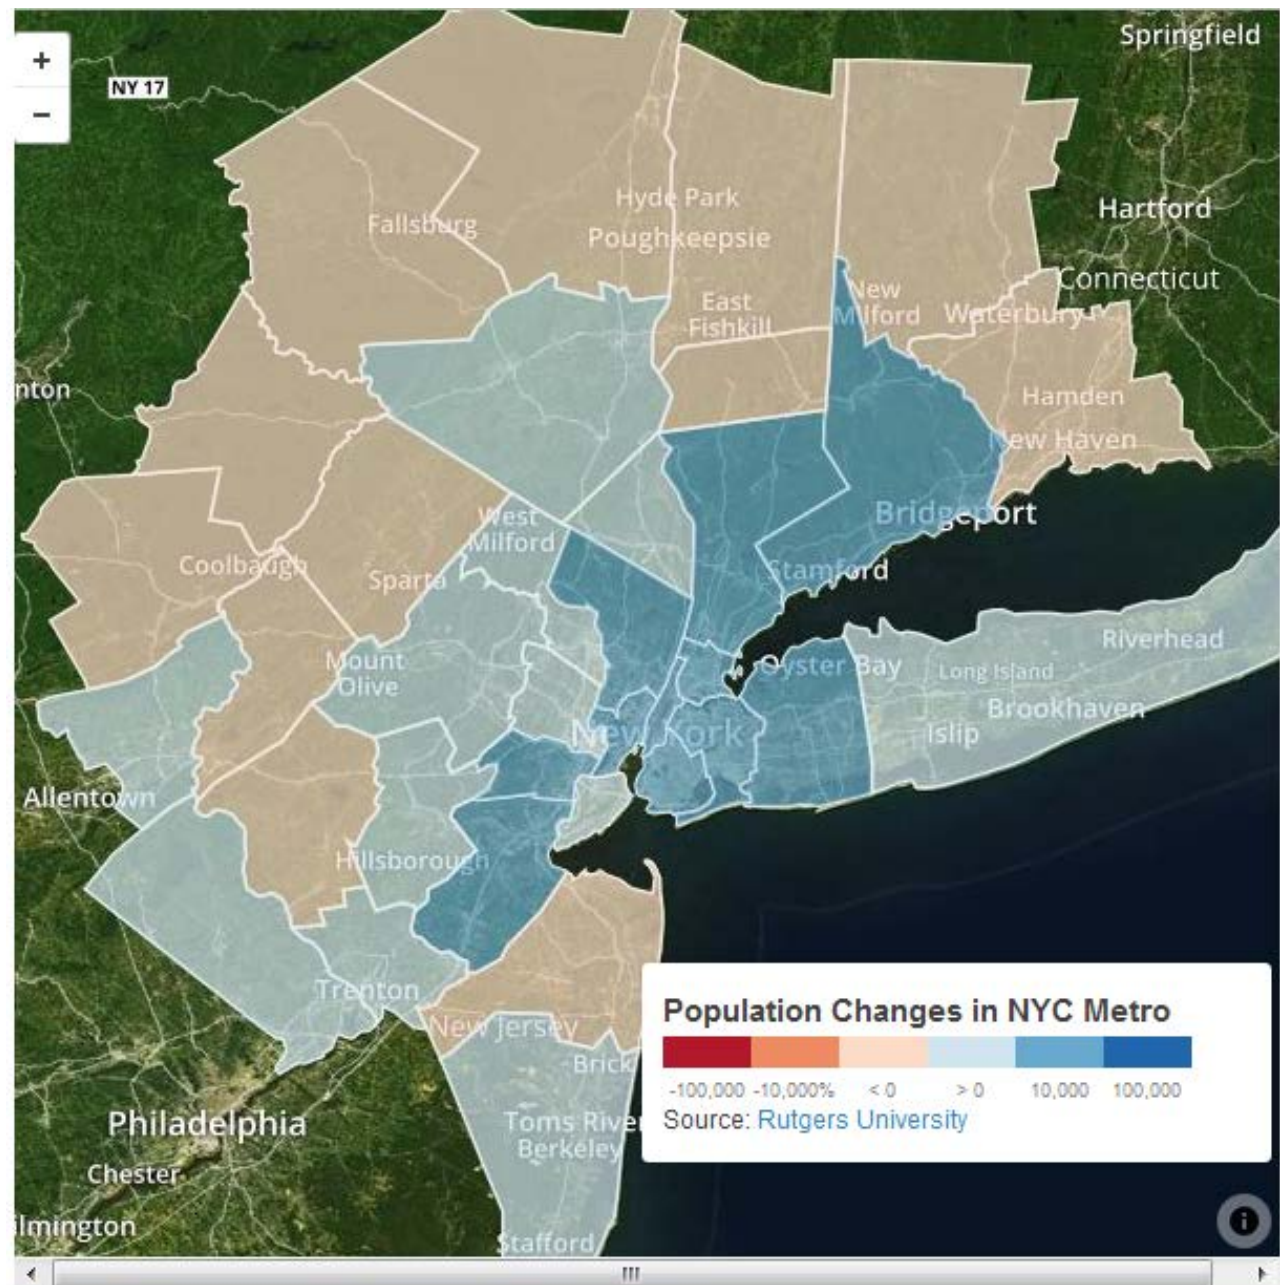 Springfield
+
NY 17
−
Hyde Park
Hartford
Fallsburg
Poughkeepsie
Connecticut
East
Fishkill
New
Milford
Waterbury
nton
Hamden
New Haven
West
Milford
Bridgeport
Coolbaugh
Sparta
Stamford
Mount
Olive
Oyster Bay
Long Island
Riverhead
Brookhaven
New York
Islip
Allentown
Hillsborough
Trenton
New Jersey
Brick
Population Changes in NYC Metro
-100,000 -10,000% < 0 > 0 10,000 100,000
Source: Rutgers University
Toms Rive
Berkeley
Philadelphia
Chester
ilmington
Stafford
i